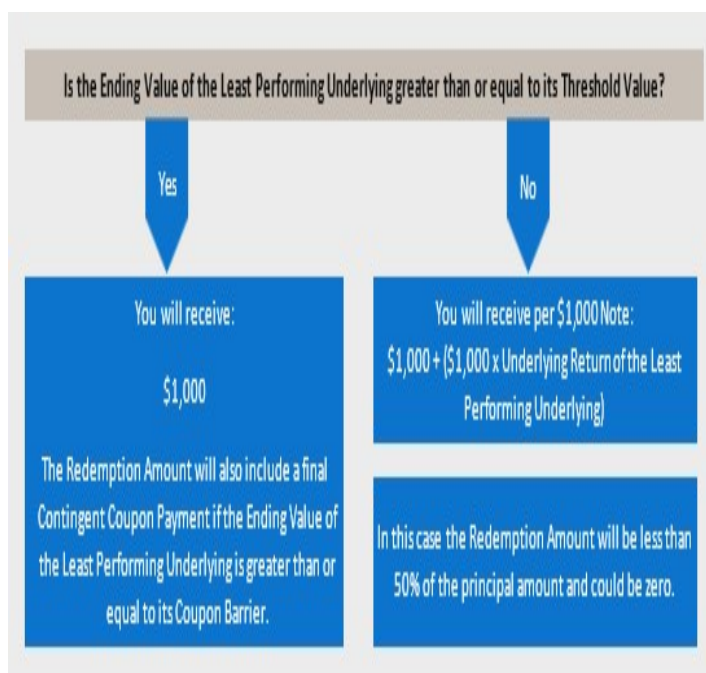 Is the Ending Value of the Least Performing Underlying greater than or equal to its Threshold Value?
Yes
No
You will receive:
$1,000
The Redemption Amount will also include a final
Contingent Coupon Payment if the Ending Value of
the Least Performing Underlying is greater than or
equal to its Coupon Barrier.
You will receive per $1,000 Note:
$1,000 + ($1,000 x Underlying Return of the Least
Performing Underlying)
In this case the Redemption Amount will be less than
50% of the principal amount and could be zero.